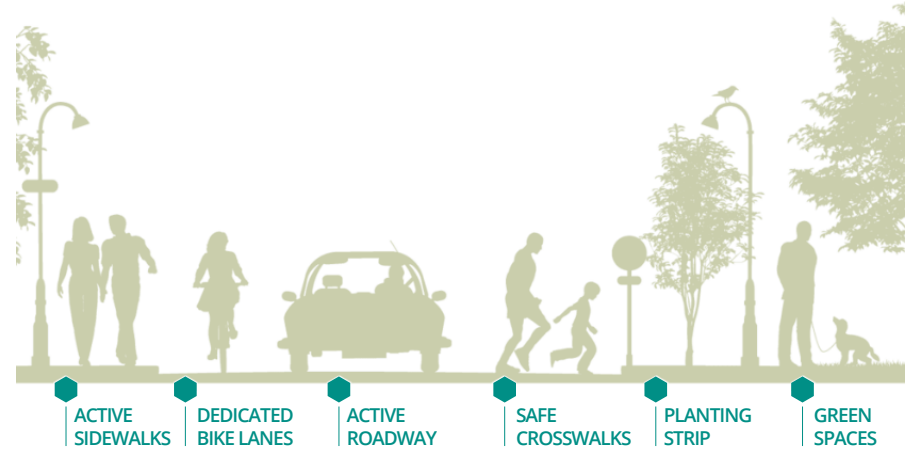 ACTIVE
SIDEWALKS
DEDICATED
BIKE LANES
ACTIVE
ROADWAY
SAFE
CROSSWALKS
PLANTING
STRIP
GREEN
SPACES